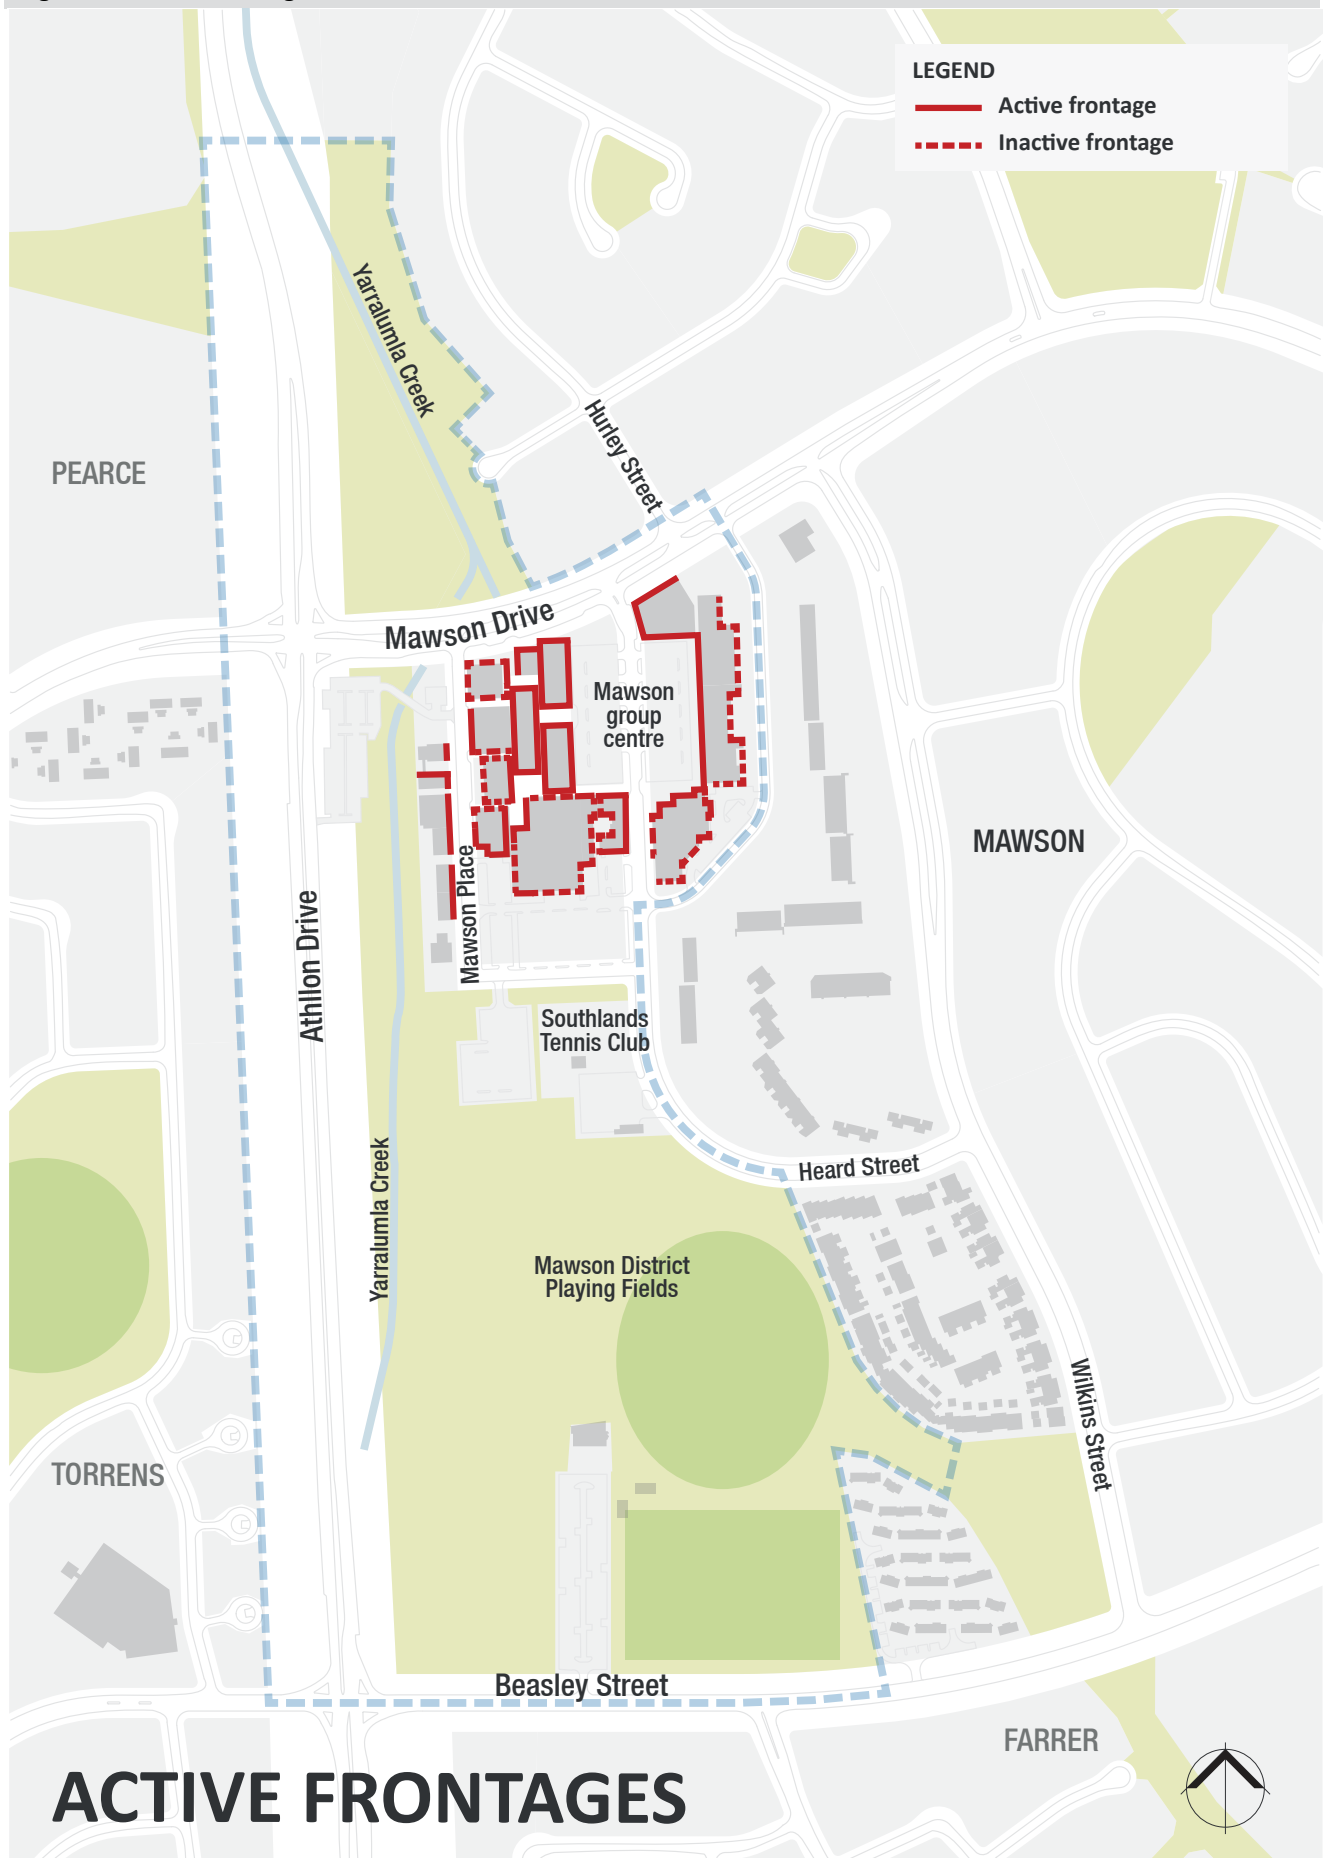 LEGEND
Active frontage
Inactive frontage
Yarralumla Creek
Hurley Street
PEARCE
Mawson Drive
Mawson
group
centre
MAWSON
Mawson Place
Athllon Drive
Southlands
Tennis Club
Heard Street
Yarralumla Creek
Mawson District
Playing Fields
Wilkins Street
TORRENS
Beasley Street
FARRER
ACTIVE FRONTAGES